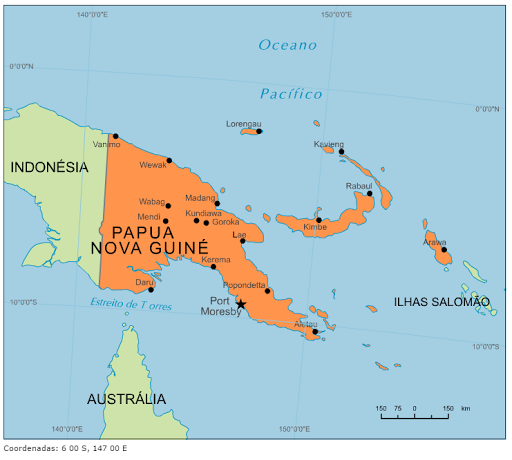 140°0'0"E
150°0'0"E
Oceano
0°0'0"N
Pacífico
0°0'0"N
Lorengau
Kavieng
Vanimo
Wewak
INDONÉSIA
Rabaul
Wabag
Madang
Mendi
Kundiawa
Goroka
Kimbe
PAPUA
NOVA GUINÉ
Lae
Arawa
Kerema
Daru
Popondetta
Estreito de Torres
Port
Moresby
ILHAS SALOMÃO
10°0'0"S
10°0'0"S
Alotau
AUSTRÁLIA
150 75 0 150 km
140°0'0"E
150°0'0"E
Coordenadas: 6 00 S, 147 00 E